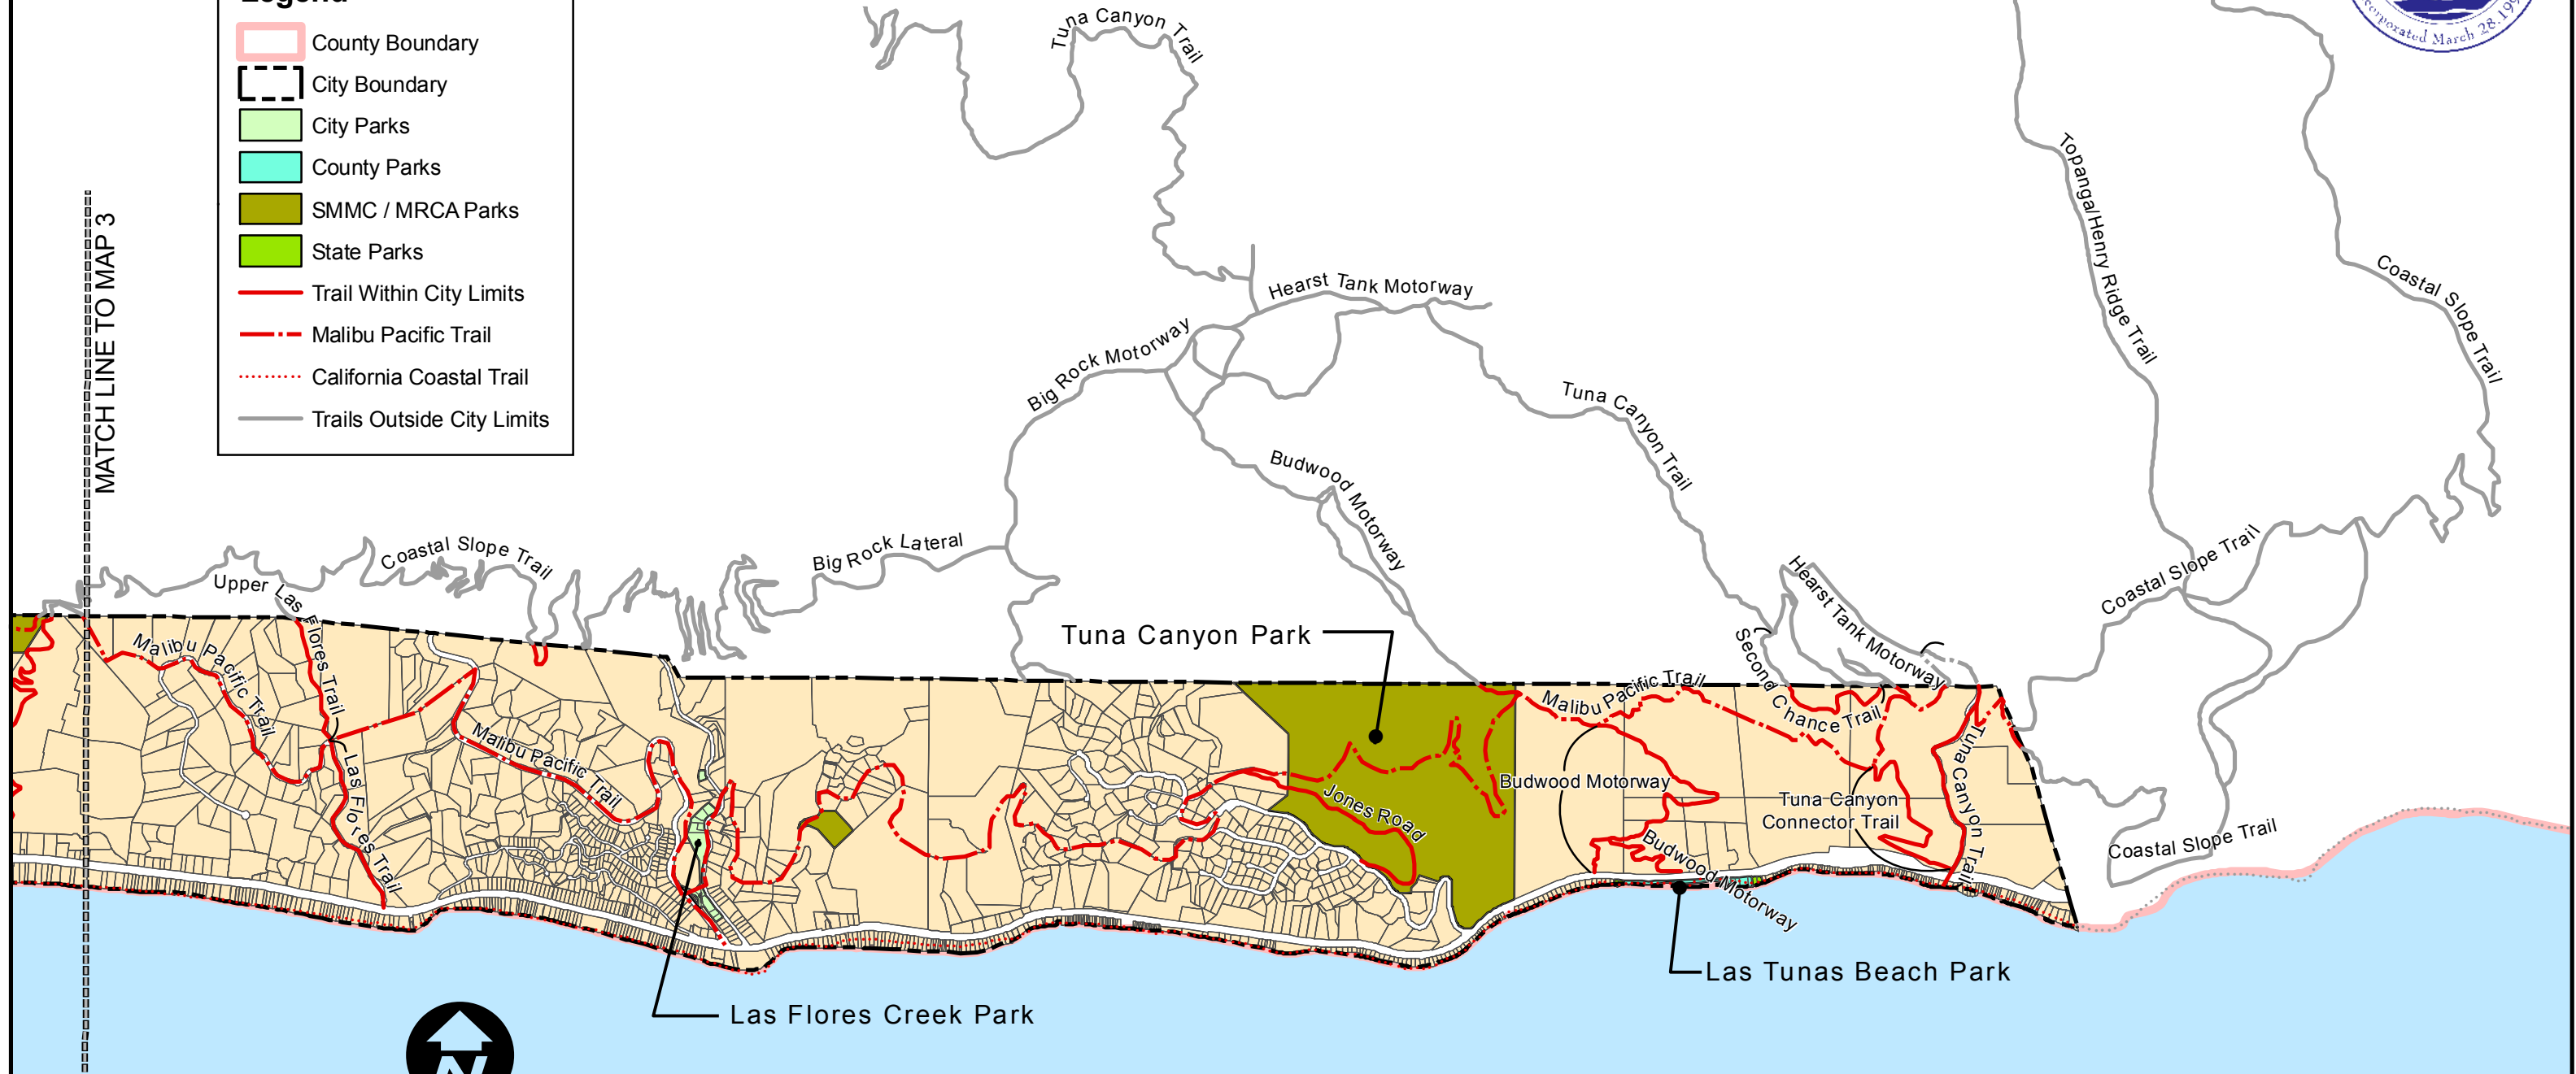 Legend
County Boundary
City Boundary
City Parks
County Parks
SMMC / MRCA Parks
State Parks
Trail Within City Limits
Malibu Pacific Trail
California Coastal Trail
Trails Outside City Limits
MATCH LINE TO MAP 3
March 28, 199
Tuna Canyon Trail
Hearst Tank Motorway
Big Rock Motorway
Topanga/Henry Ridge Trail
Coastal Slope Trail
Tuna Canyon Trail
Budwood Motorway
Coastal Slope Trail
Big Rock Lateral
Upper Las Flores Trail
Hearst Tank Motorway
Coastal Slope Trail
Tuna Canyon Park
Second Chance Trail
Malibu Pacific Trail
Malibu Pacific Trail
Malibu Pacific Trail
Las Flores Trail
Jones Road
Budwood Motorway
Tuna Canyon
Connector Trail
Tuna Canyon Trail
Budwood Motorway
Coastal Slope Trail
Las Tunas Beach Park
Las Flores Creek Park
N